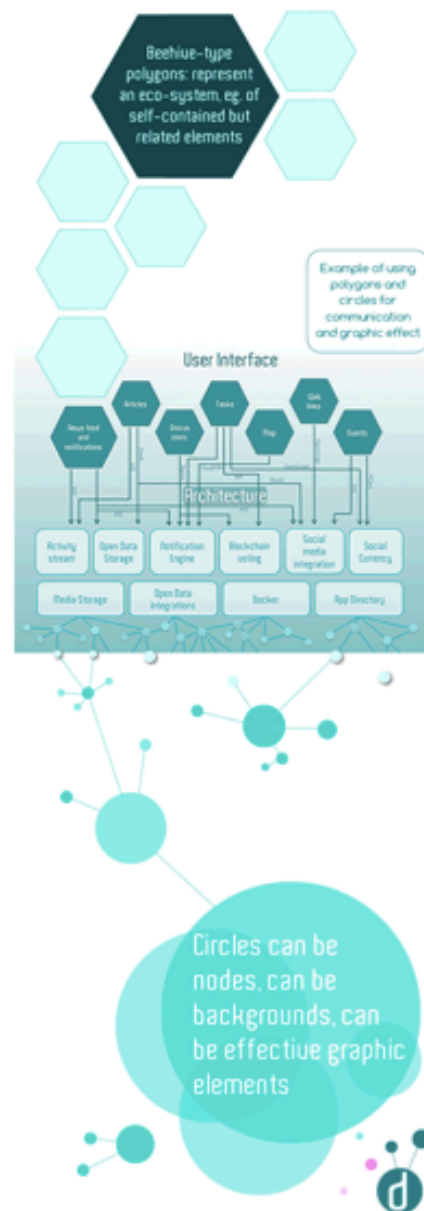 Beehive-type
polygons: represent
an eco-system, eg. of
self-contained but
related elements
Example of using
polygons and
circles for
communication
and graphic effect
User Interface
News feed
and
notifications
Articles
Discus
sions
Tasks
Map
Web
links
Events
Architecture
Activity
stream
Open Data
Storage
Notification
Engine
Blockchain
voting
Social
media
integration
Social
Currency
Media Storage
Open Data
integrations
Docker
App Directory
Circles can be
nodes, can be
backgrounds, can
be effective graphic
elements
d